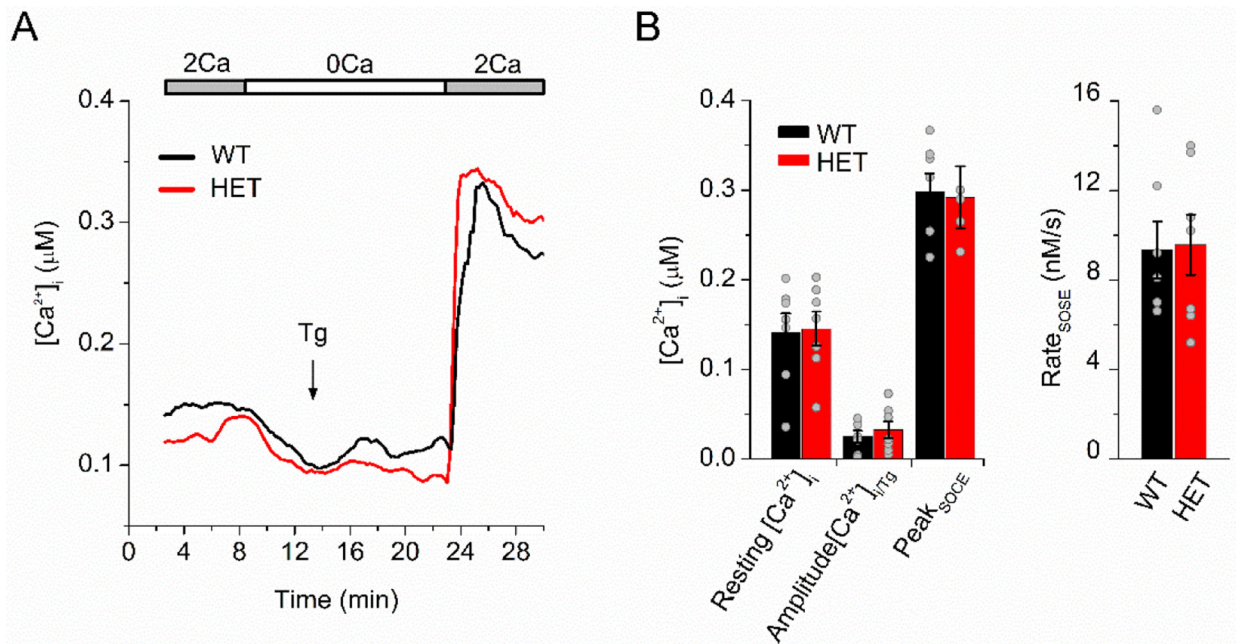 A
2Ca 0Ca 2Ca
0.4
0.3
0.2
0.1
[Ca²⁺]ᵢ (μM)
WT
HET
Tg
0 4 8 12 16 20 24 28
Time (min)
B
0.4
0.3
0.2
0.1
0.0
[Ca²⁺]ᵢ (μM)
WT
HET
Resting [Ca²⁺]ᵢ
Amplitude[Ca²⁺]i/Tg
PeakSOCE
16
12
8
4
0
RateSOSE (nM/s)
WT
HET